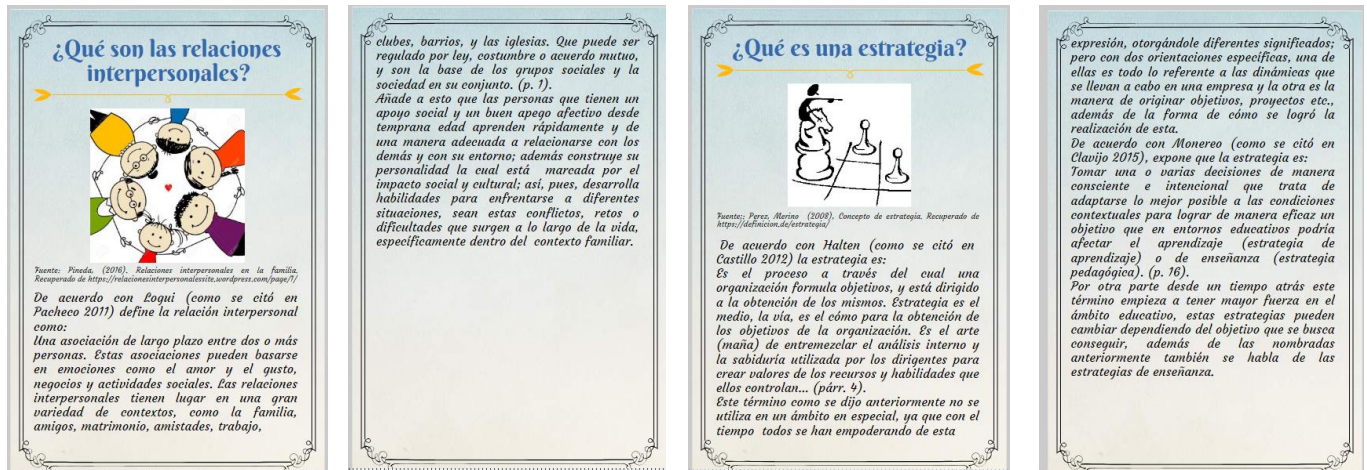 ¿Qué son las relaciones
interpersonales?
Fuente: Pineda, (2016). Relaciones interpersonales en la familia.
Recuperado de https://relacionesinterpersonalessite.wordpress.com/page/1/
De acuerdo con Logui (como se citó en
Pacheco 2011) define la relación interpersonal
como:
Una asociación de largo plazo entre dos o más
personas. Estas asociaciones pueden basarse
en emociones como el amor y el gusto,
negocios y actividades sociales. Las relaciones
interpersonales tienen lugar en una gran
variedad de contextos, como la familia,
amigos, matrimonio, amistades, trabajo,
clubes, barrios, y las iglesias. Que puede ser
regulado por ley, costumbre o acuerdo mutuo,
y son la base de los grupos sociales y la
sociedad en su conjunto. (p. 1).
Añade a esto que las personas que tienen un
apoyo social y un buen apego afectivo desde
temprana edad aprenden rápidamente y de
una manera adecuada a relacionarse con los
demás y con su entorno; además construye su
personalidad la cual está marcada por el
impacto social y cultural; así, pues, desarrolla
habilidades para enfrentarse a diferentes
situaciones, sean estas conflictos, retos o
dificultades que surgen a lo largo de la vida,
específicamente dentro del contexto familiar.
¿Qué es una estrategia?
Fuente:; Perez, Merino (2008). Concepto de estrategia. Recuperado de
https://definicion.de/estrategia/
De acuerdo con Halten (como se citó en
Castillo 2012) la estrategia es:
Es el proceso a través del cual una
organización formula objetivos, y está dirigido
a la obtención de los mismos. Estrategia es el
medio, la vía, es el cómo para la obtención de
los objetivos de la organización. Es el arte
(maña) de entremezclar el análisis interno y
la sabiduría utilizada por los dirigentes para
crear valores de los recursos y habilidades que
ellos controlan... (párr. 4).
Este término como se dijo anteriormente no se
utiliza en un ámbito en especial, ya que con el
tiempo todos se han empoderando de esta
expresión, otorgándole diferentes significados;
pero con dos orientaciones específicas, una de
ellas es todo lo referente a las dinámicas que
se llevan a cabo en una empresa y la otra es la
manera de originar objetivos, proyectos etc.,
además de la forma de cómo se logró la
realización de esta.
De acuerdo con Monereo (como se citó en
Clavijo 2015), expone que la estrategia es:
Tomar una o varias decisiones de manera
consciente e intencional que trata de
adaptarse lo mejor posible a las condiciones
contextuales para lograr de manera eficaz un
objetivo que en entornos educativos podría
afectar el aprendizaje (estrategia de
aprendizaje) o de enseñanza (estrategia
pedagógica). (p. 16).
Por otra parte desde un tiempo atrás este
término empieza a tener mayor fuerza en el
ámbito educativo, estas estrategias pueden
cambiar dependiendo del objetivo que se busca
conseguir, además de las nombradas
anteriormente también se habla de las
estrategias de enseñanza.